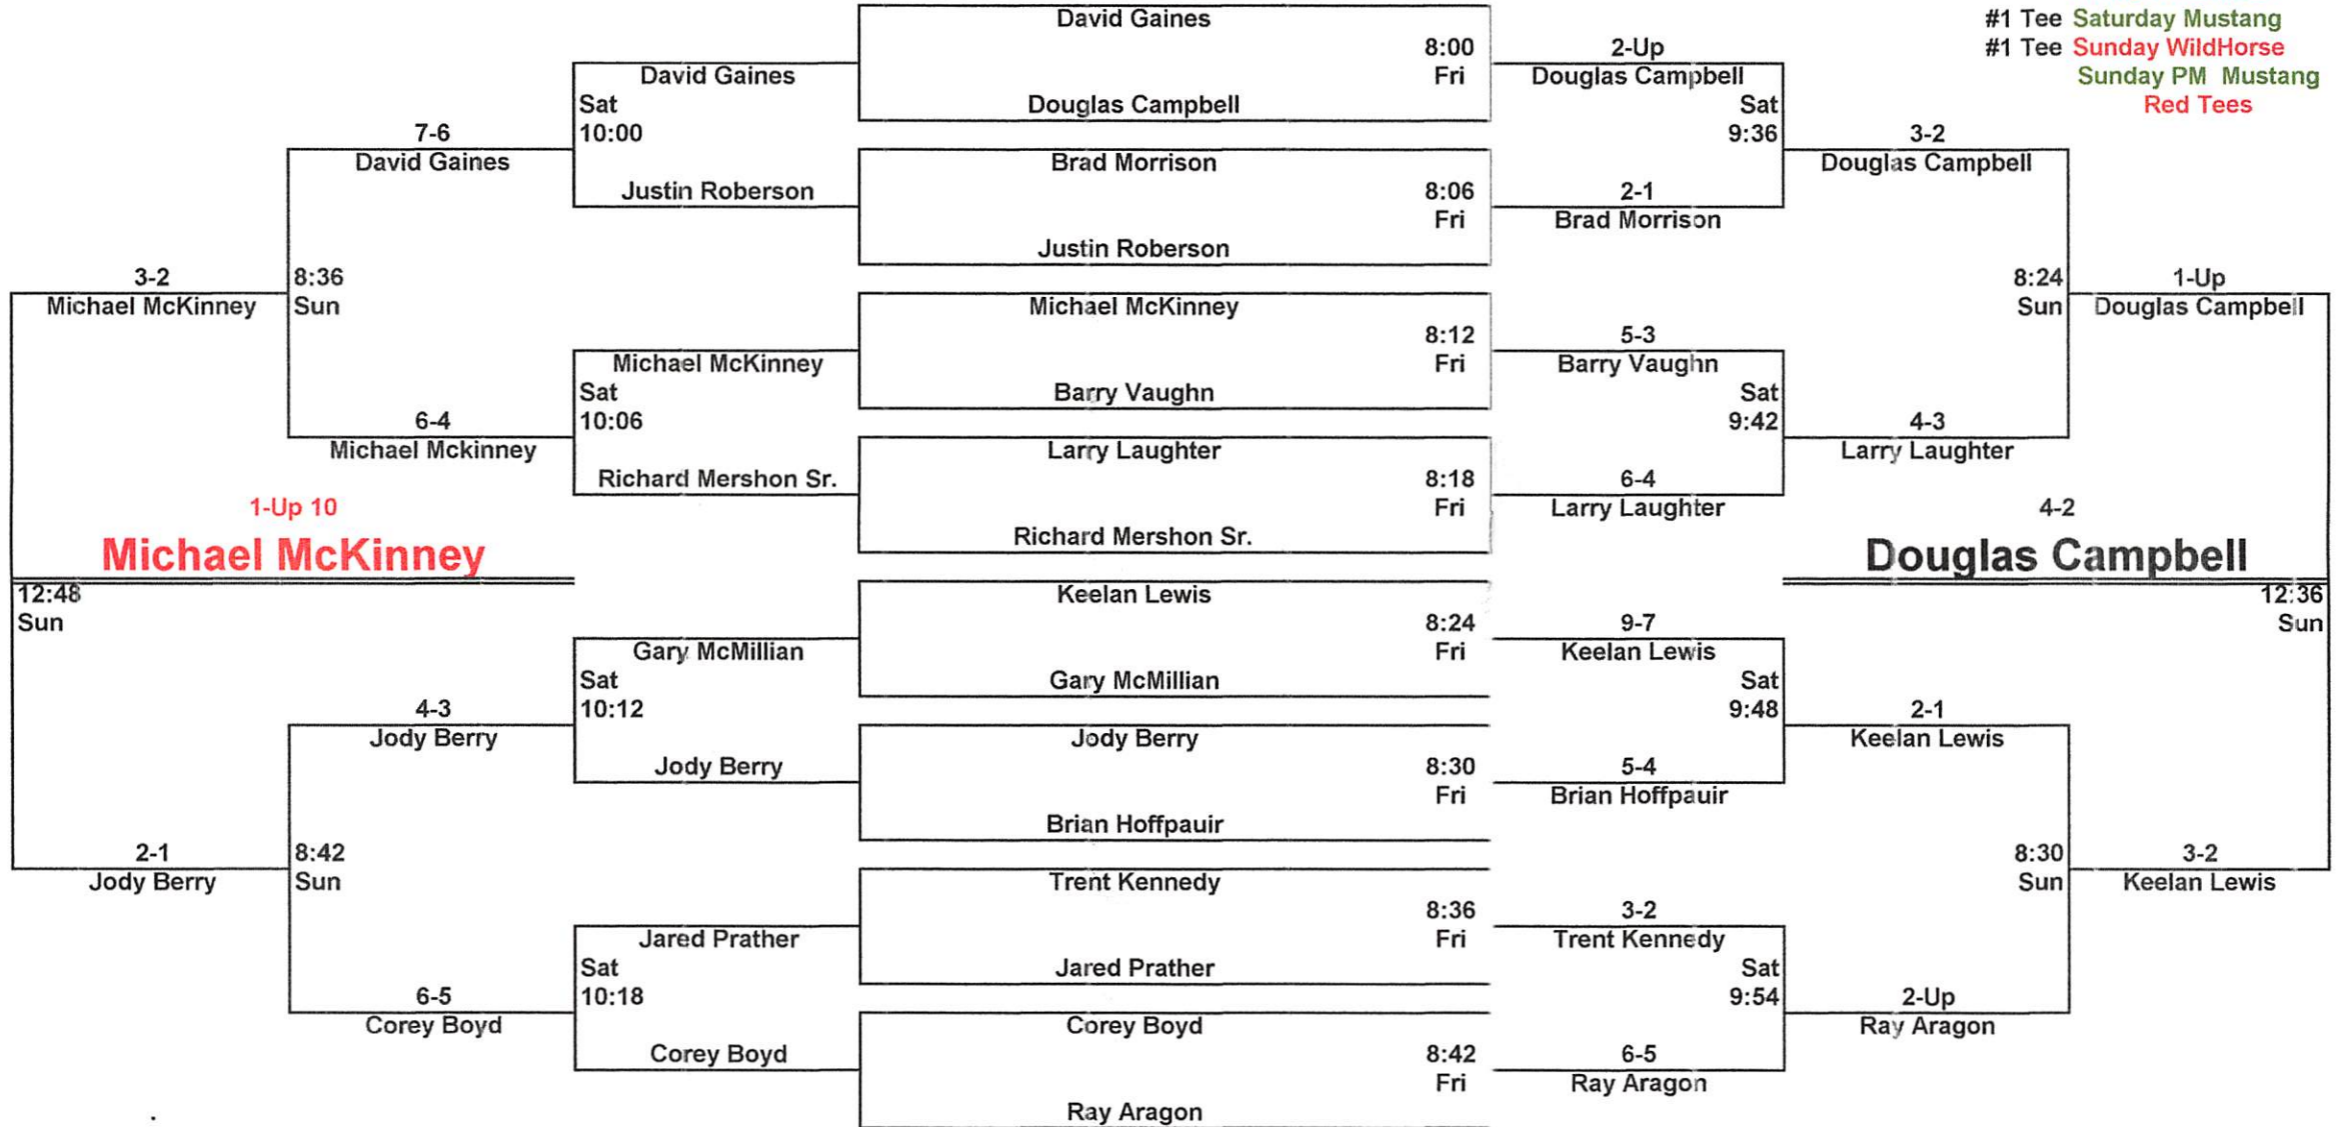 #1 Tee Saturday Mustang
#1 Tee Sunday WildHorse
Sunday PM Mustang
Red Tees
3-2
Michael McKinney
8:36
Sun
7-6
David Gaines
6-4
Michael Mckinney
Sat
10:00
David Gaines
Justin Roberson
Sat
10:06
Michael McKinney
Richard Mershon Sr.
1-Up 10
Michael McKinney
12:48
Sun
2-1
Jody Berry
8:42
Sun
4-3
Jody Berry
6-5
Corey Boyd
Sat
10:12
Gary McMillian
Jody Berry
Sat
10:18
Jared Prather
Corey Boyd
David Gaines
8:00
Fri
Douglas Campbell
Brad Morrison
8:06
Fri
Justin Roberson
Michael McKinney
8:12
Fri
Barry Vaughn
Larry Laughter
8:18
Fri
Richard Mershon Sr.
Keelan Lewis
8:24
Fri
Gary McMillian
Jody Berry
8:30
Fri
Brian Hoffpauir
Trent Kennedy
8:36
Fri
Jared Prather
Corey Boyd
8:42
Fri
Ray Aragon
2-Up
Douglas Campbell
Sat
9:36
2-1
Brad Morrison
5-3
Barry Vaughn
Sat
9:42
6-4
Larry Laughter
9-7
Keelan Lewis
Sat
9:48
5-4
Brian Hoffpauir
3-2
Trent Kennedy
Sat
9:54
6-5
Ray Aragon
3-2
Douglas Campbell
8:24
Sun
4-3
Larry Laughter
2-1
Keelan Lewis
8:30
Sun
2-Up
Ray Aragon
1-Up
Douglas Campbell
4-2
Douglas Campbell
12:36
Sun
3-2
Keelan Lewis